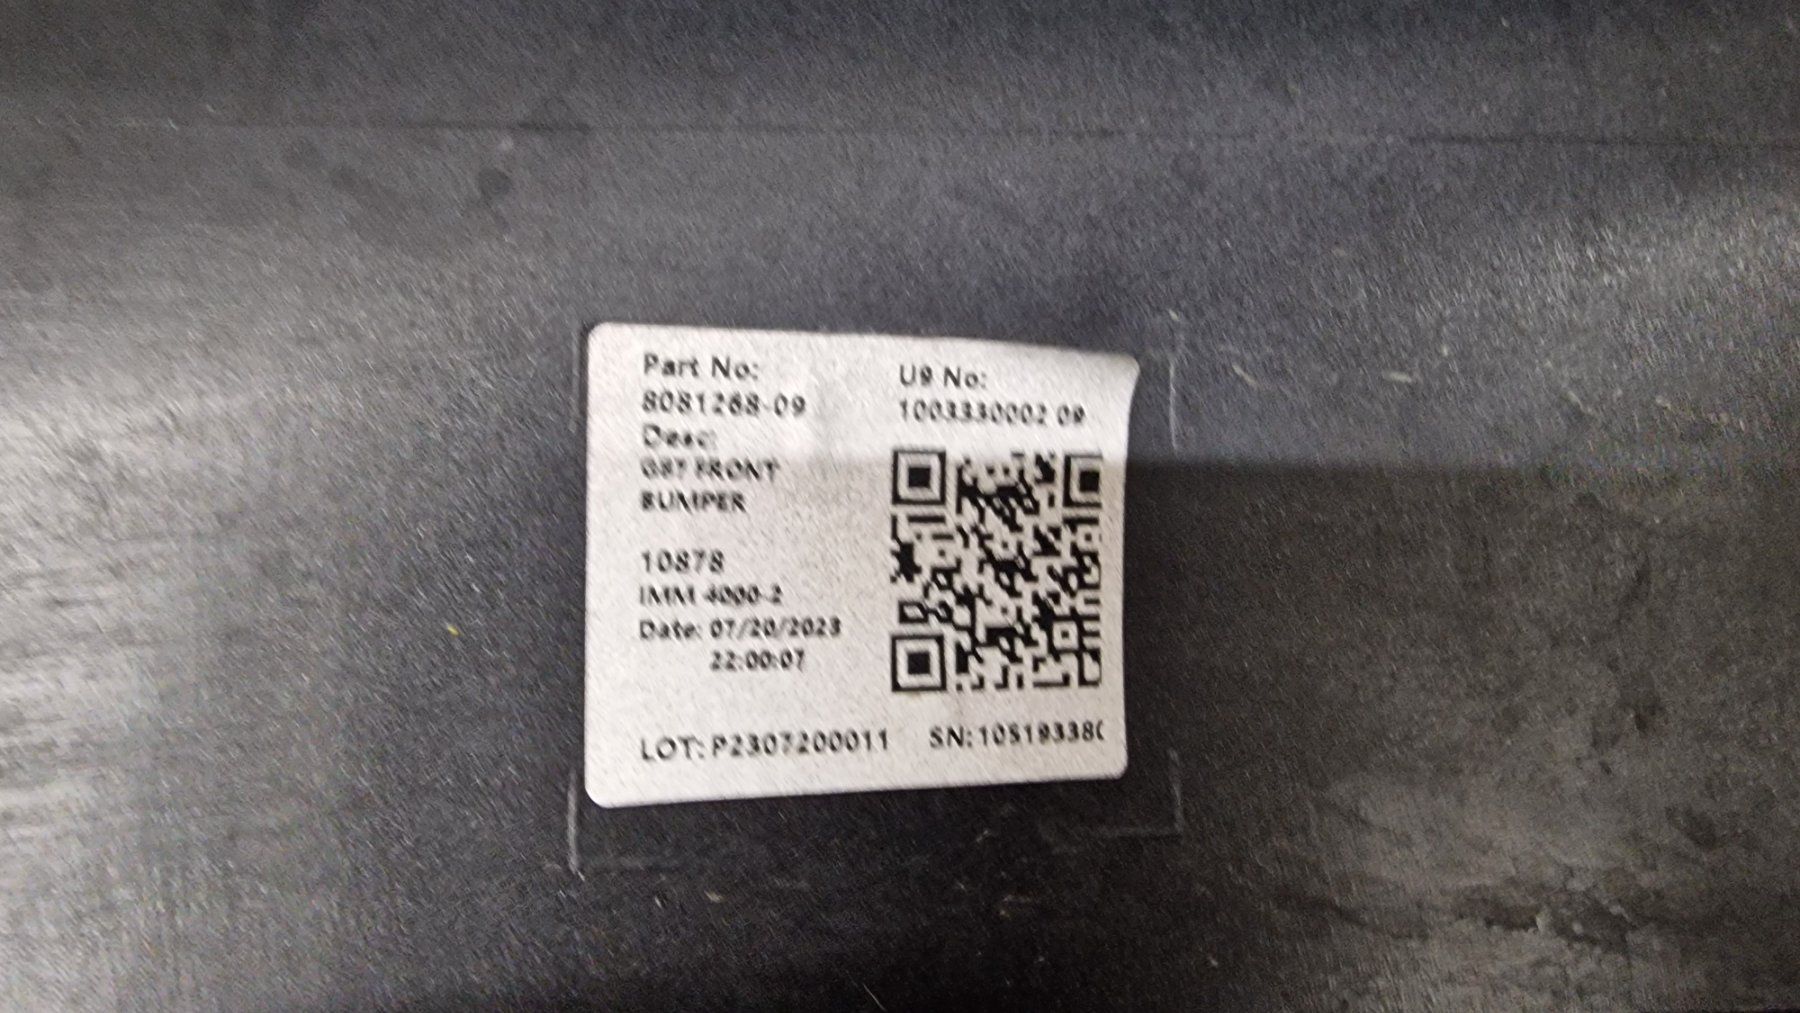 Part No:
8081268-09
Desc:
G87 FRONT
BUMPER
10878
IMM 4000-2
Date: 07/20/2023
22:00:07
U9 No:
1003330002 09
LOT: P2307200011
SN: